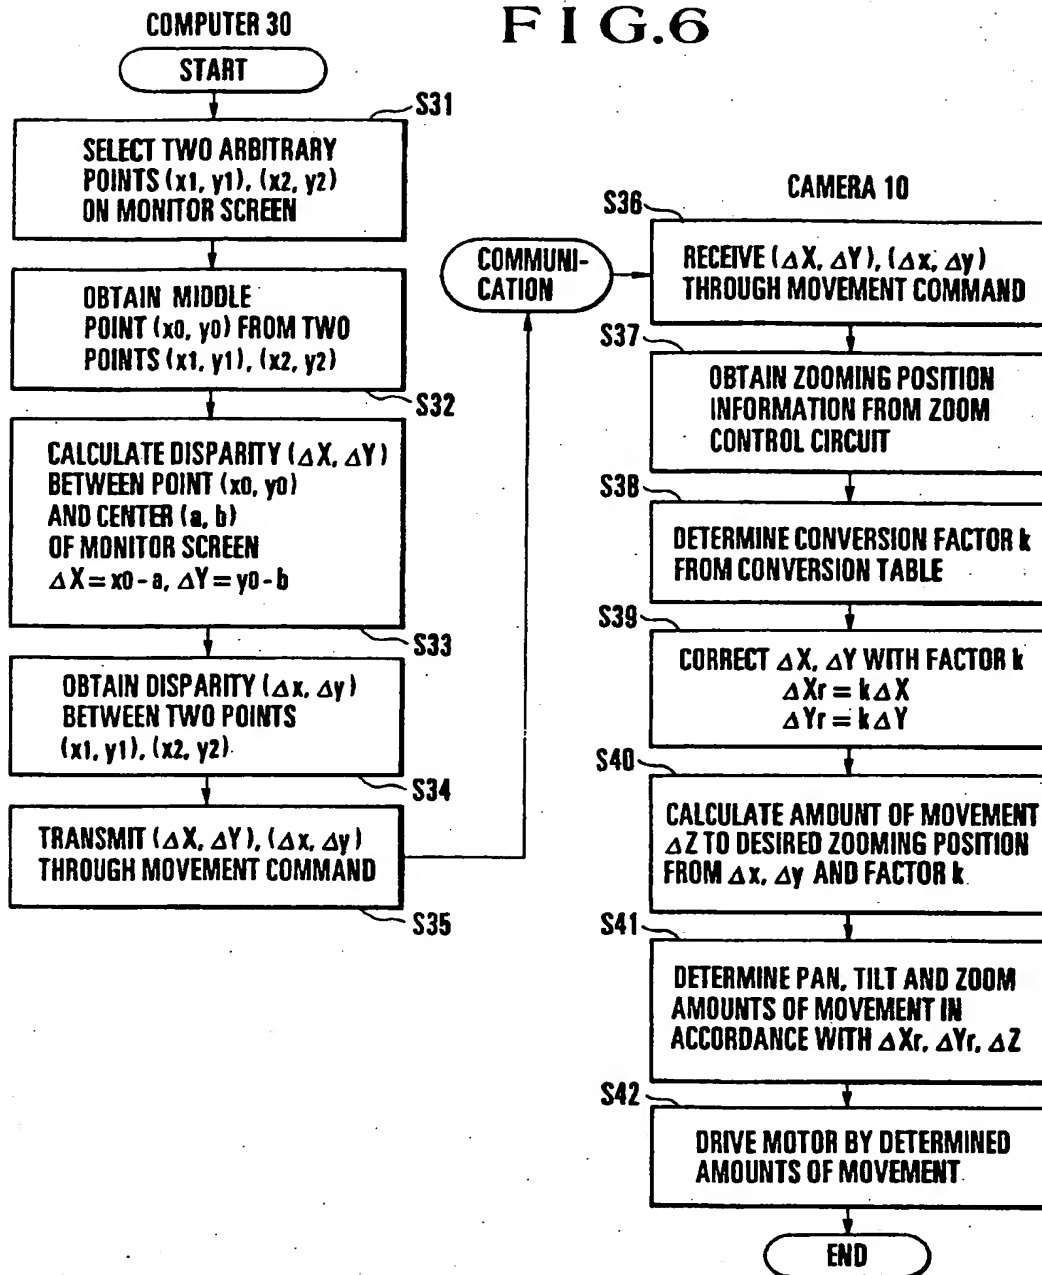 FIG.6
COMPUTER 30
START
S31
SELECT TWO ARBITRARY
POINTS (x1, y1), (x2, y2)
ON MONITOR SCREEN
OBTAIN MIDDLE
POINT (x0, y0) FROM TWO
POINTS (x1, y1), (x2, y2)
S32
CALCULATE DISPARITY (ΔX, ΔY)
BETWEEN POINT (x0, y0)
AND CENTER (a, b)
OF MONITOR SCREEN
ΔX=x0-a, ΔY=y0-b
S33
OBTAIN DISPARITY (Δx, Δy)
BETWEEN TWO POINTS
(x1, y1), (x2, y2)
S34
TRANSMIT (ΔX, ΔY), (Δx, Δy)
THROUGH MOVEMENT COMMAND
S35
COMMUNI-
CATION
CAMERA 10
S36
RECEIVE (ΔX, ΔY), (Δx, Δy)
THROUGH MOVEMENT COMMAND
S37
OBTAIN ZOOMING POSITION
INFORMATION FROM ZOOM
CONTROL CIRCUIT
S38
DETERMINE CONVERSION FACTOR k
FROM CONVERSION TABLE
S39
CORRECT ΔX, ΔY WITH FACTOR k
ΔXr = kΔX
ΔYr = kΔY
S40
CALCULATE AMOUNT OF MOVEMENT
ΔZ TO DESIRED ZOOMING POSITION
FROM Δx, Δy AND FACTOR k
S41
DETERMINE PAN, TILT AND ZOOM
AMOUNTS OF MOVEMENT IN
ACCORDANCE WITH ΔXr, ΔYr, ΔZ
S42
DRIVE MOTOR BY DETERMINED
AMOUNTS OF MOVEMENT
END